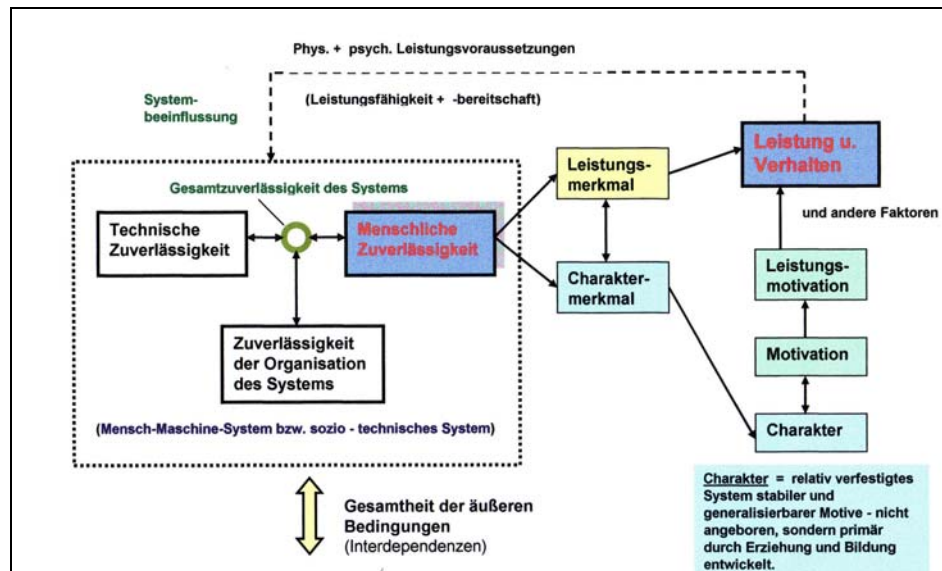 Phys. + psych. Leistungsvoraussetzungen
(Leistungsfähigkeit + -bereitschaft)
System-
beeinflussung
Gesamtzuverlässigkeit des Systems
Technische
Zuverlässigkeit
Menschliche
Zuverlässigkeit
Zuverlässigkeit
der Organisation
des Systems
(Mensch-Maschine-System bzw. sozio - technisches System)
Gesamtheit der äußeren
Bedingungen
(Interdependenzen)
Leistungs-
merkmal
Charakter-
merkmal
Leistung u.
Verhalten
und andere Faktoren
Leistungs-
motivation
Motivation
Charakter
Charakter = relativ verfestigtes
System stabiler und
generalisierbarer Motive - nicht
angeboren, sondern primär
durch Erziehung und Bildung
entwickelt.